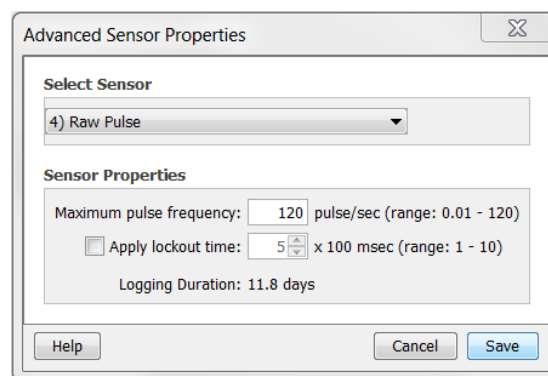 Advanced Sensor Properties
Select Sensor
4) Raw Pulse
Sensor Properties
Maximum pulse frequency: 120 pulse/sec (range: 0.01 - 120)
Apply lockout time: 5 x 100 msec (range: 1 - 10)
Logging Duration: 11.8 days
Help Cancel Save